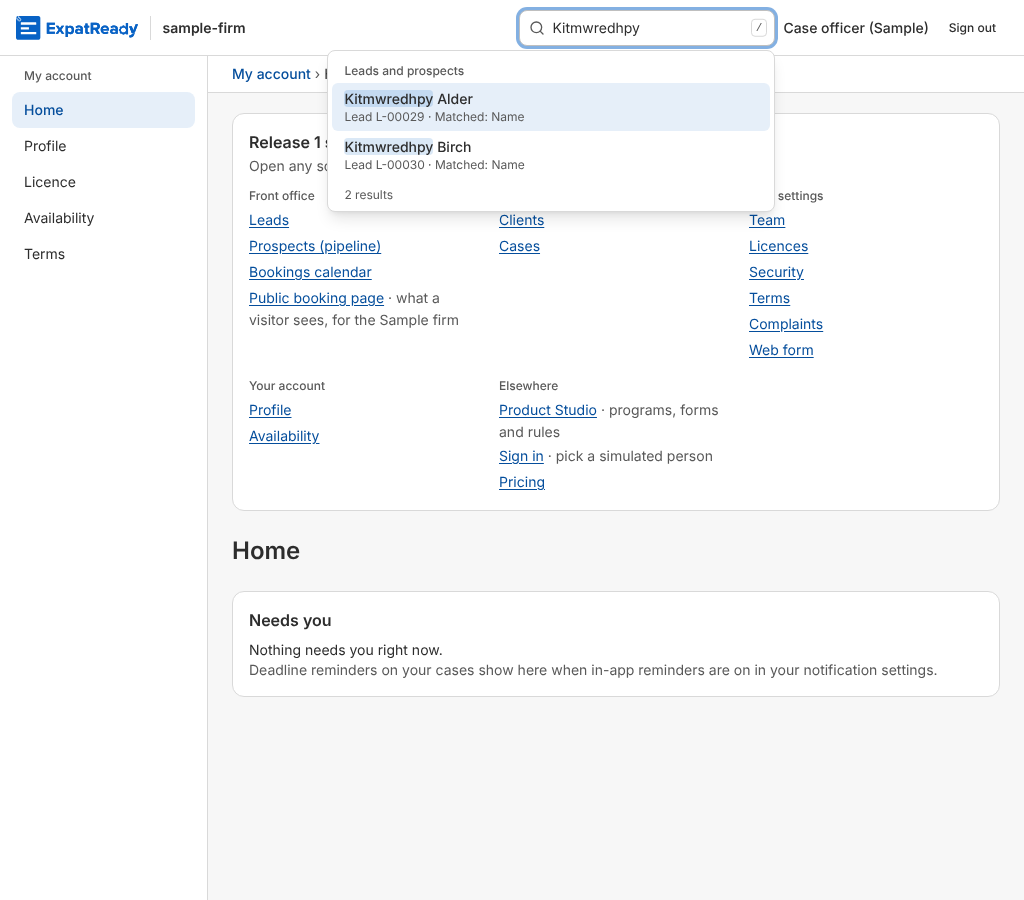 ExpatReady
sample-firm
Kitmwredhpy
/
Case officer (Sample)
Sign out
My account
Home
Profile
Licence
Availability
Terms
My account ›
Leads and prospects
Kitmwredhpy Alder
Lead L-00029 · Matched: Name
Kitmwredhpy Birch
Lead L-00030 · Matched: Name
2 results
Release 1
Open any
Front office
Leads
Prospects (pipeline)
Bookings calendar
Public booking page · what a
visitor sees, for the Sample firm
Clients
Cases
settings
Team
Licences
Security
Terms
Complaints
Web form
Your account
Profile
Availability
Elsewhere
Product Studio · programs, forms
and rules
Sign in · pick a simulated person
Pricing
Home
Needs you
Nothing needs you right now.
Deadline reminders on your cases show here when in-app reminders are on in your notification settings.